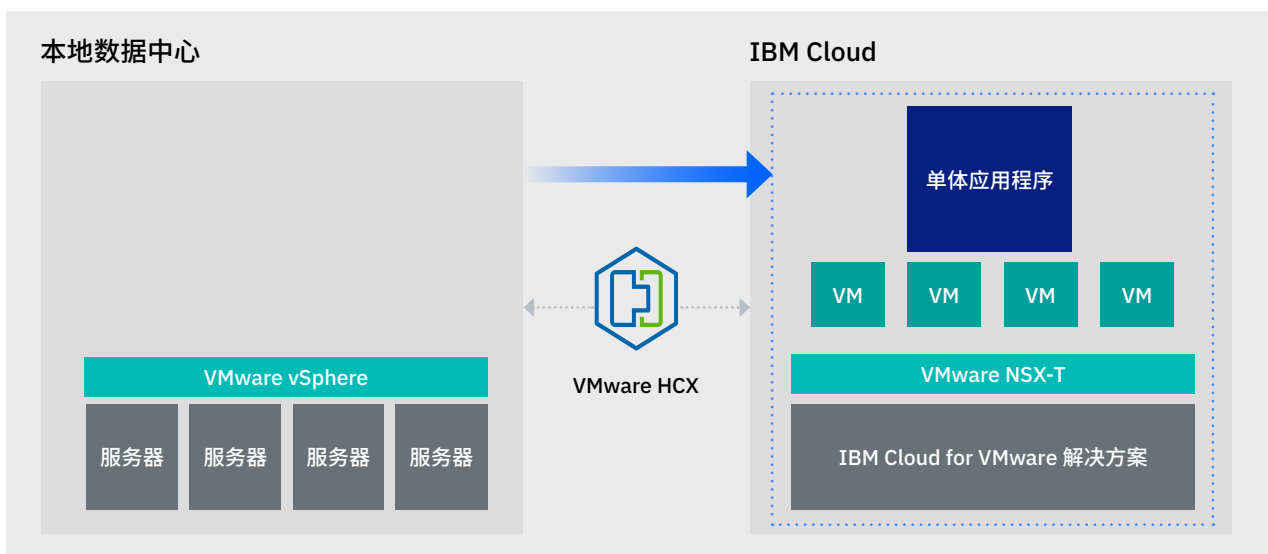 本地数据中心
IBM Cloud
单体应用程序
VM VM VM VM
VMware HCX
VMware vSphere
VMware NSX-T
服务器 服务器 服务器 服务器
IBM Cloud for VMware 解决方案